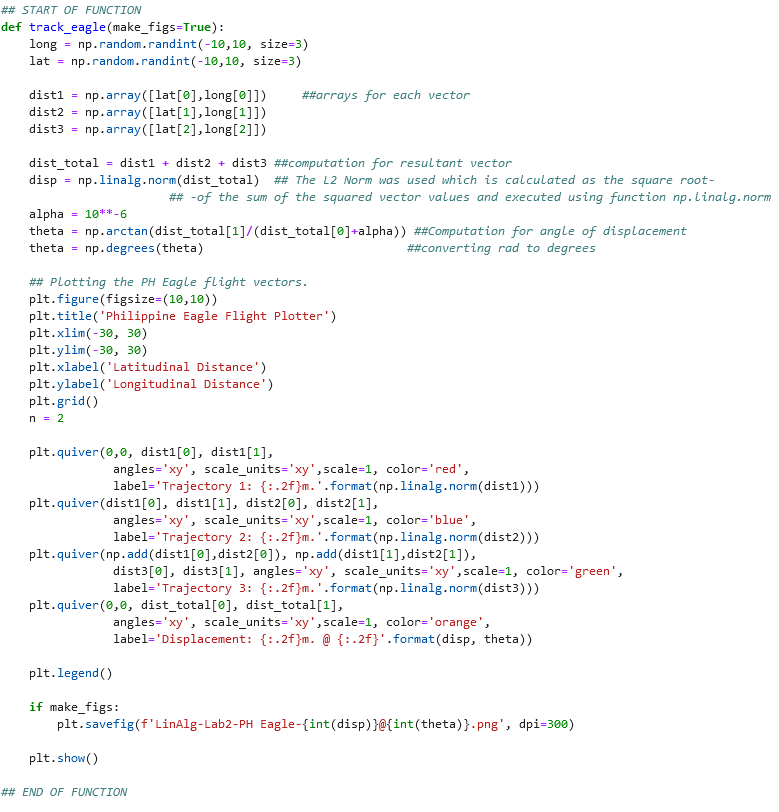 ## START OF FUNCTION
def track_eagle(make_figs=True):
    long = np.random.randint(-10,10, size=3)
    lat = np.random.randint(-10,10, size=3)

    dist1 = np.array([lat[0],long[0]])     ##arrays for each vector
    dist2 = np.array([lat[1],long[1]])
    dist3 = np.array([lat[2],long[2]])

    dist_total = dist1 + dist2 + dist3 ##computation for resultant vector
    disp = np.linalg.norm(dist_total)  ## The L2 Norm was used which is calculated as the square root-
                        ## -of the sum of the squared vector values and executed using function np.linalg.norm
    alpha = 10**-6
    theta = np.arctan(dist_total[1]/(dist_total[0]+alpha)) ##Computation for angle of displacement
    theta = np.degrees(theta)                             ##converting rad to degrees

    ## Plotting the PH Eagle flight vectors.
    plt.figure(figsize=(10,10))
    plt.title('Philippine Eagle Flight Plotter')
    plt.xlim(-30, 30)
    plt.ylim(-30, 30)
    plt.xlabel('Latitudinal Distance')
    plt.ylabel('Longitudinal Distance')
    plt.grid()
    n = 2

    plt.quiver(0,0, dist1[0], dist1[1],
                angles='xy', scale_units='xy',scale=1, color='red',
                label='Trajectory 1: {:.2f}m.'.format(np.linalg.norm(dist1)))
    plt.quiver(dist1[0], dist1[1], dist2[0], dist2[1],
                angles='xy', scale_units='xy',scale=1, color='blue',
                label='Trajectory 2: {:.2f}m.'.format(np.linalg.norm(dist2)))
    plt.quiver(np.add(dist1[0],dist2[0]), np.add(dist1[1],dist2[1]),
                dist3[0], dist3[1], angles='xy', scale_units='xy',scale=1, color='green',
                label='Trajectory 3: {:.2f}m.'.format(np.linalg.norm(dist3)))
    plt.quiver(0,0, dist_total[0], dist_total[1],
                angles='xy', scale_units='xy',scale=1, color='orange',
                label='Displacement: {:.2f}m. @ {:.2f}'.format(disp, theta))

    plt.legend()

    if make_figs:
        plt.savefig(f'LinAlg-Lab2-PH Eagle-{int(disp)}@{int(theta)}.png', dpi=300)

    plt.show()

## END OF FUNCTION